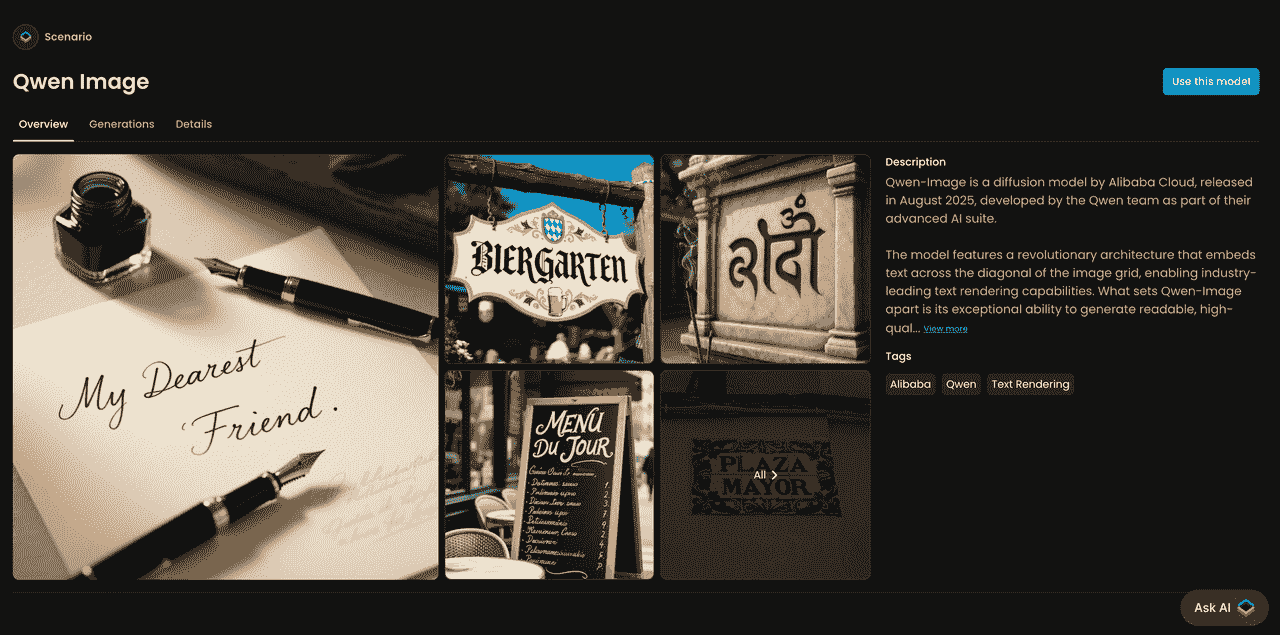 Scenario
Qwen Image
Use this model
Overview
Generations
Details
My Dearest
Friend.
BIERGARTEN
MENU
DU JOUR
PLAZA
MAYOR
All
Description
Qwen-Image is a diffusion model by Alibaba Cloud, released
in August 2025, developed by the Qwen team as part of their
advanced AI suite.
The model features a revolutionary architecture that embeds
text across the diagonal of the image grid, enabling industry-
leading text rendering capabilities. What sets Qwen-Image
apart is its exceptional ability to generate readable, high-
qual... View more
Tags
Alibaba
Qwen
Text Rendering
Ask AI